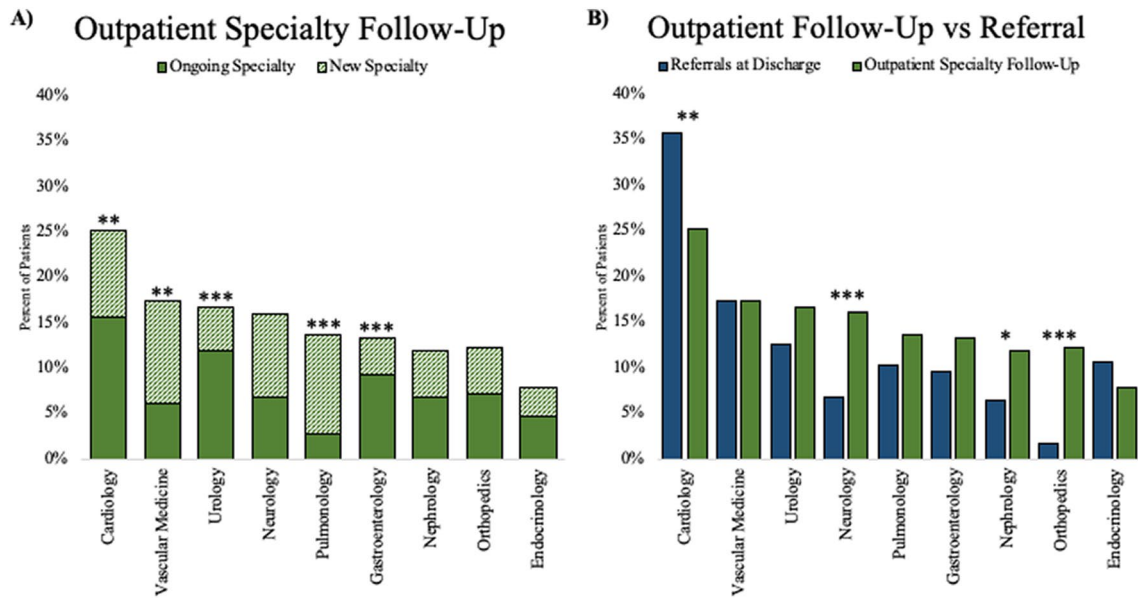 A)
Outpatient Specialty Follow-Up
Ongoing Specialty
New Specialty
40%
35%
30%
25%
20%
15%
10%
5%
0%
Percent of Patients
**
**
***
***
***
Cardiology
Vascular Medicine
Urology
Neurology
Pulmonology
Gastroenterology
Nephrology
Orthopedics
Endocrinology
B)
Outpatient Follow-Up vs Referral
Referrals at Discharge
Outpatient Specialty Follow-Up
40%
35%
30%
25%
20%
15%
10%
5%
0%
Percent of Patients
**
***
*
***
Cardiology
Vascular Medicine
Urology
Neurology
Pulmonology
Gastroenterology
Nephrology
Orthopedics
Endocrinology